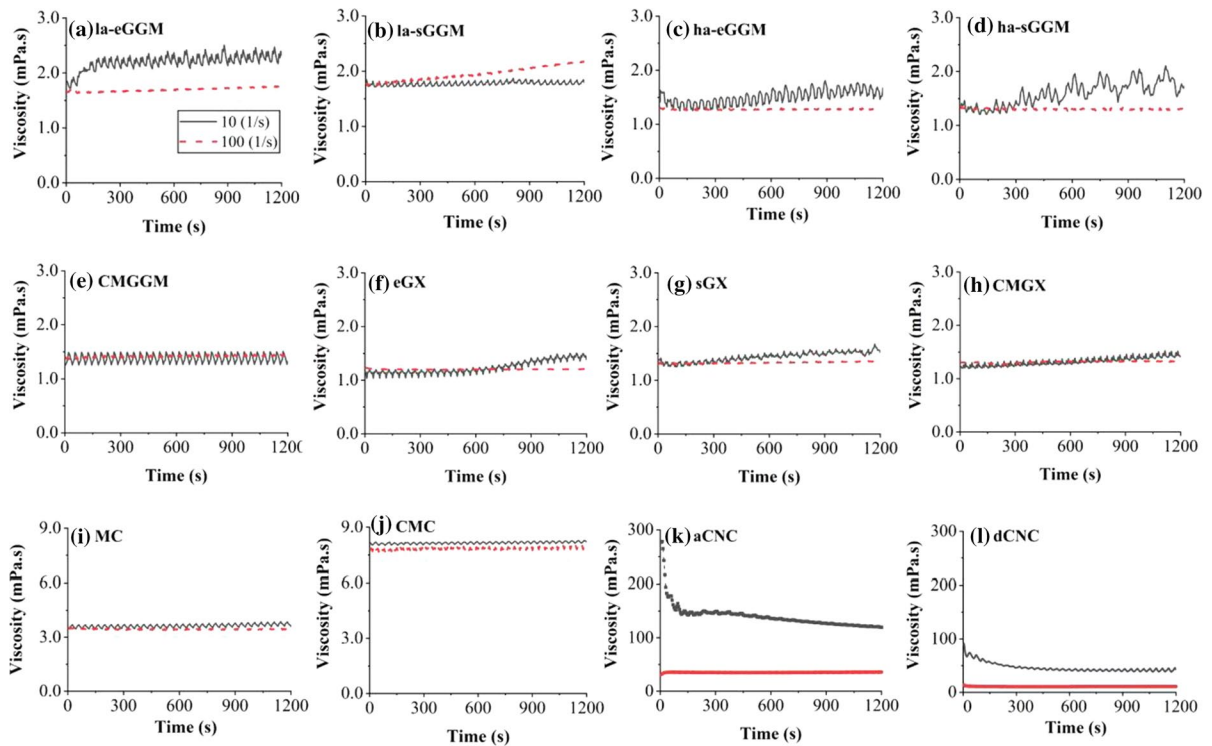 (a) la-eGGM
3.0
2.0
1.0
0.0
Viscosity (mPa.s)
10 (1/s)
100 (1/s)
0 300 600 900 1200
Time (s)
(b) la-sGGM
3.0
2.0
1.0
0.0
Viscosity (mPa.s)
0 300 600 900 1200
Time (s)
(c) ha-eGGM
3.0
2.0
1.0
0.0
Viscosity (mPa.s)
0 300 600 900 1200
Time (s)
(d) ha-sGGM
3.0
2.0
1.0
0.0
Viscosity (mPa.s)
0 300 600 900 1200
Time (s)
(e) CMGGM
3.0
2.0
1.0
0.0
Viscosity (mPa.s)
0 300 600 900 1200
Time (s)
(f) eGX
3.0
2.0
1.0
0.0
Viscosity (mPa.s)
0 300 600 900 1200
Time (s)
(g) sGX
3.0
2.0
1.0
0.0
Viscosity (mPa.s)
0 300 600 900 1200
Time (s)
(h) CMGX
3.0
2.0
1.0
0.0
Viscosity (mPa.s)
0 300 600 900 1200
Time (s)
(i) MC
9.0
6.0
3.0
0.0
Viscosity (mPa.s)
0 300 600 900 1200
Time (s)
(j) CMC
9.0
6.0
3.0
0.0
Viscosity (mPa.s)
0 300 600 900 1200
Time (s)
(k) aCNC
300
200
100
0
Viscosity (mPa.s)
0 300 600 900 1200
Time (s)
(l) dCNC
300
200
100
0
Viscosity (mPa.s)
0 300 600 900 1200
Time (s)